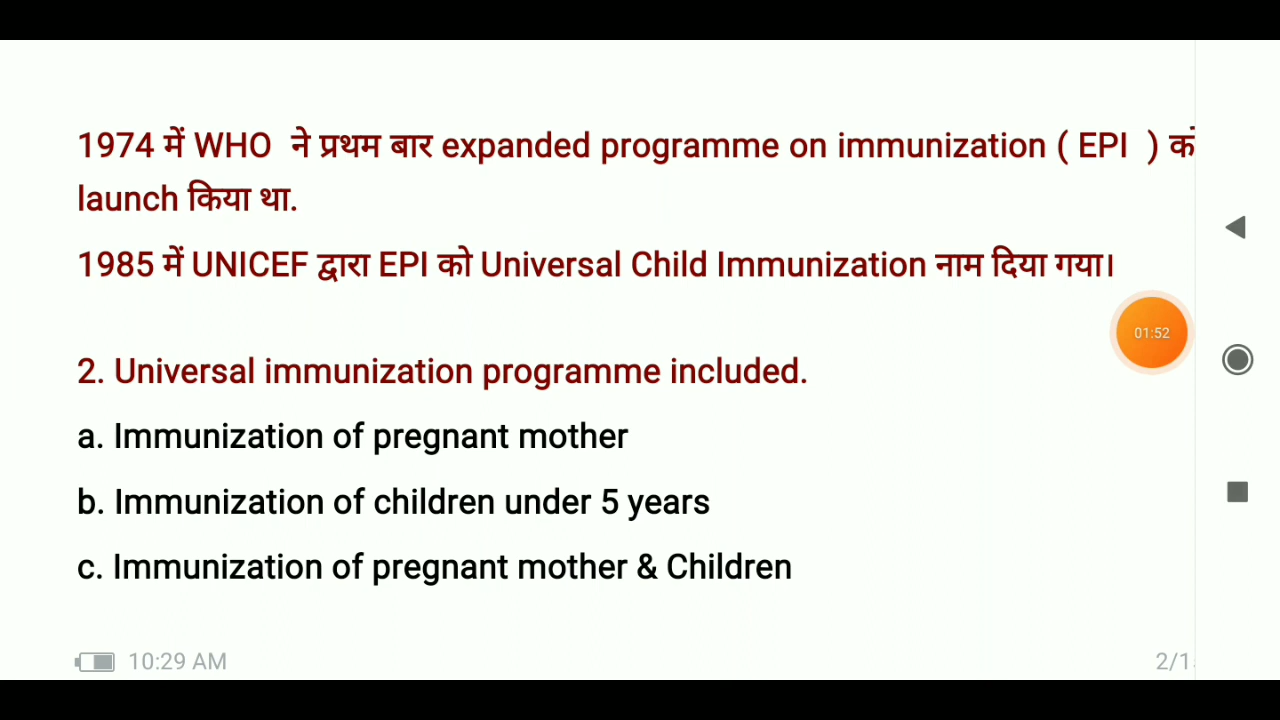 1974 में WHO ने प्रथम बार expanded programme on immunization ( EPI ) को
launch किया था.
1985 में UNICEF द्वारा EPI को Universal Child Immunization नाम दिया गया।
01:52
2. Universal immunization programme included.
a. Immunization of pregnant mother
b. Immunization of children under 5 years
c. Immunization of pregnant mother & Children
10:29 AM
2/1